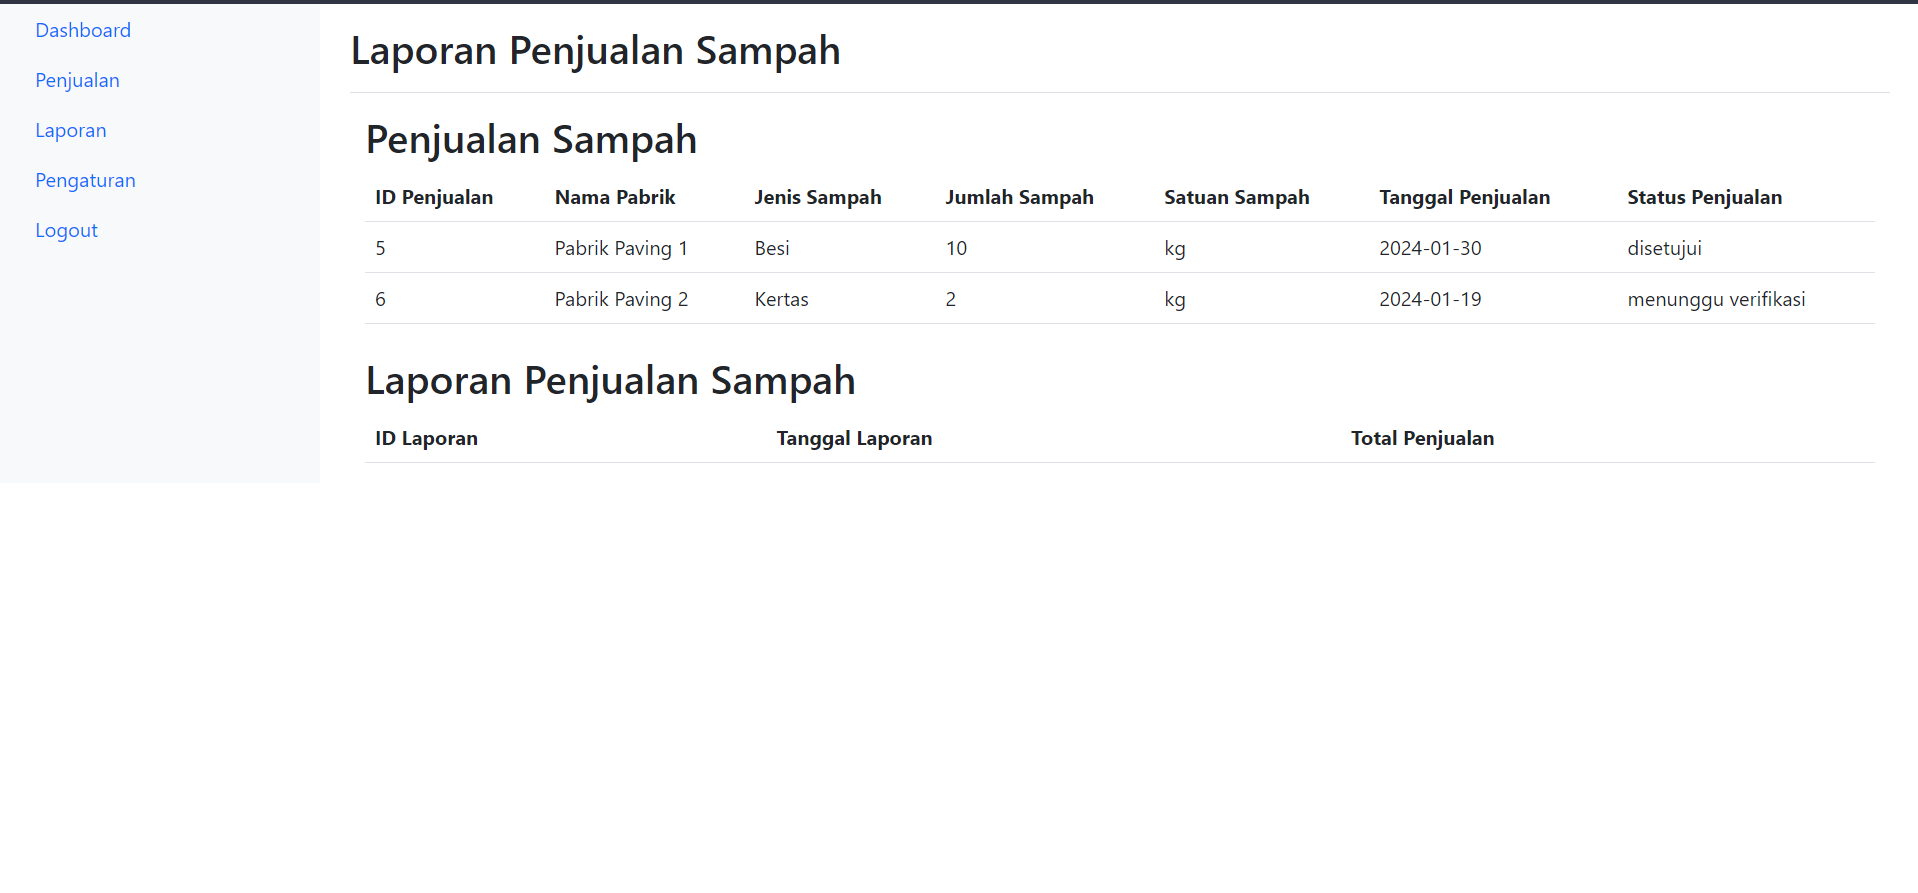 Dashboard
Penjualan
Laporan
Pengaturan
Logout
Laporan Penjualan Sampah
Penjualan Sampah
ID Penjualan Nama Pabrik Jenis Sampah Jumlah Sampah Satuan Sampah Tanggal Penjualan Status Penjualan
5 Pabrik Paving 1 Besi 10 kg 2024-01-30 disetujui
6 Pabrik Paving 2 Kertas 2 kg 2024-01-19 menunggu verifikasi
Laporan Penjualan Sampah
ID Laporan Tanggal Laporan Total Penjualan